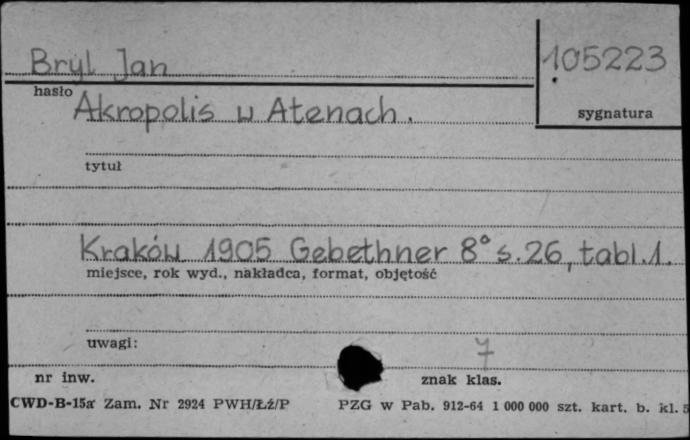 Bryl Jan
105223
hasło
Akropolis w Atenach.
sygnatura
tytuł
Kraków 1905 Gebethner 8° s.26, tabl.1.
miejsce, rok wyd., nakładca, format, objętość
uwagi:
7
nr inw.
znak klas.
CWD-B-15a Zam. Nr 2924 PWH/Łź/P PZG w Pab. 912-64 1 000 000 szt. kart. b. kl. 5